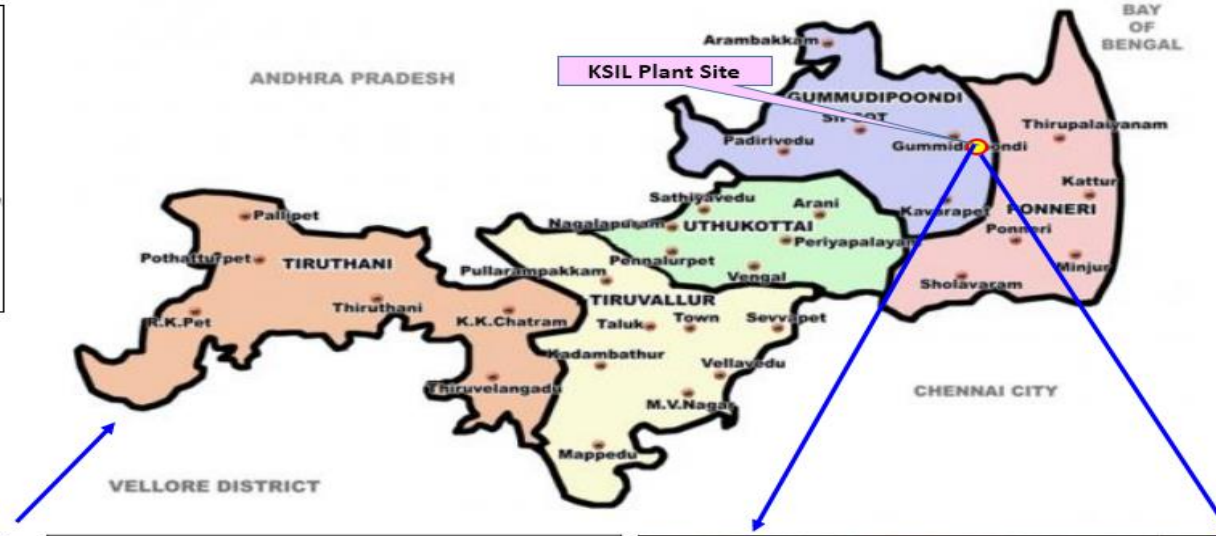 BAY
OF
BENGAL
Arambakkam
ANDHRA PRADESH
KSIL Plant Site
GUMMUDIPOONDI
Thirupalaivanam
Padirivedu
Kattur
Sathiyavedu
Arani
Kavarapet
PONNERI
Pallipet
Nagalapuram
UTHUKOTTAI
Ponneri
Periyapalayam
Pothatturpet
TIRUTHANI
Pennalurpet
Minjur
Pullarampakkam
Vengal
Sholavaram
TIRUVALLUR
Thiruthani
R.K.Pet
K.K.Chatram
Taluk
Town
Sevvapet
Kadambathur
Vellavedu
Thiruvelangadu
CHENNAI CITY
M.V.Nagar
Mappedu
VELLORE DISTRICT